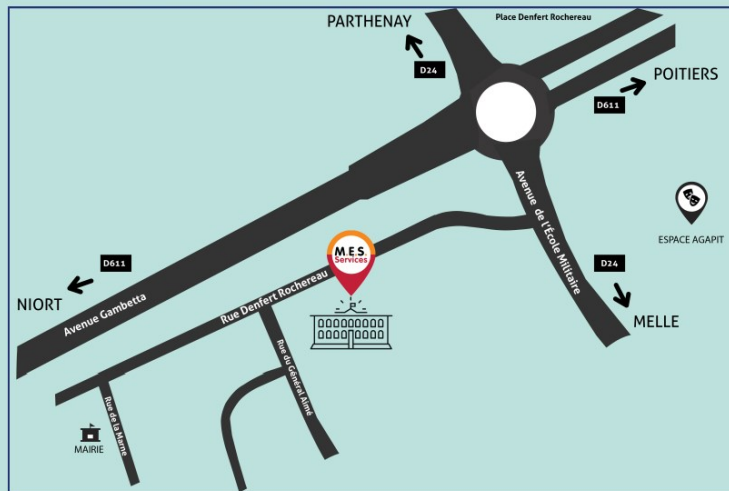 Place Denfert Rochereau
PARTHENAY
D24
POITIERS
D611
Avenue de l'École Militaire
ESPACE AGAPIT
M.E.S.
Services
D611
NIORT
Avenue Gambetta
Rue Denfert Rochereau
D24
MELLE
Rue du Général Aimé
Rue de la Marne
MAIRIE